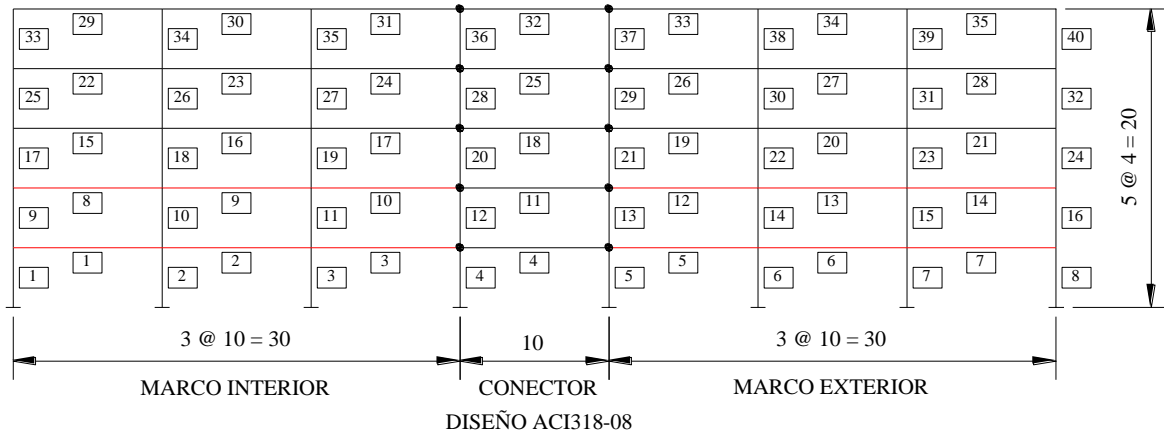 29 30 31 32 33 34 35
33 34 35 36 37 38 39 40
22 23 24 25 26 27 28
25 26 27 28 29 30 31 32
15 16 17 18 19 20 21
17 18 19 20 21 22 23 24
8 9 10 11 12 13 14
9 10 11 12 13 14 15 16
1 2 3 4 5 6 7
1 2 3 4 5 6 7 8
5 @ 4 = 20
3 @ 10 = 30 10 3 @ 10 = 30
MARCO INTERIOR CONECTOR MARCO EXTERIOR
DISEÑO ACI318-08